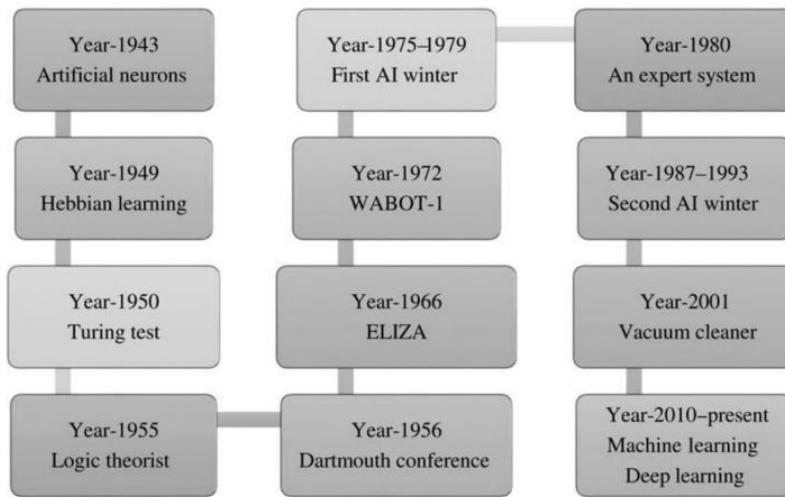 Year-1943
Artificial neurons
Year-1949
Hebbian learning
Year-1950
Turing test
Year-1955
Logic theorist
Year-1956
Dartmouth conference
Year-1966
ELIZA
Year-1972
WABOT-1
Year-1975–1979
First AI winter
Year-1980
An expert system
Year-1987–1993
Second AI winter
Year-2001
Vacuum cleaner
Year-2010–present
Machine learning
Deep learning